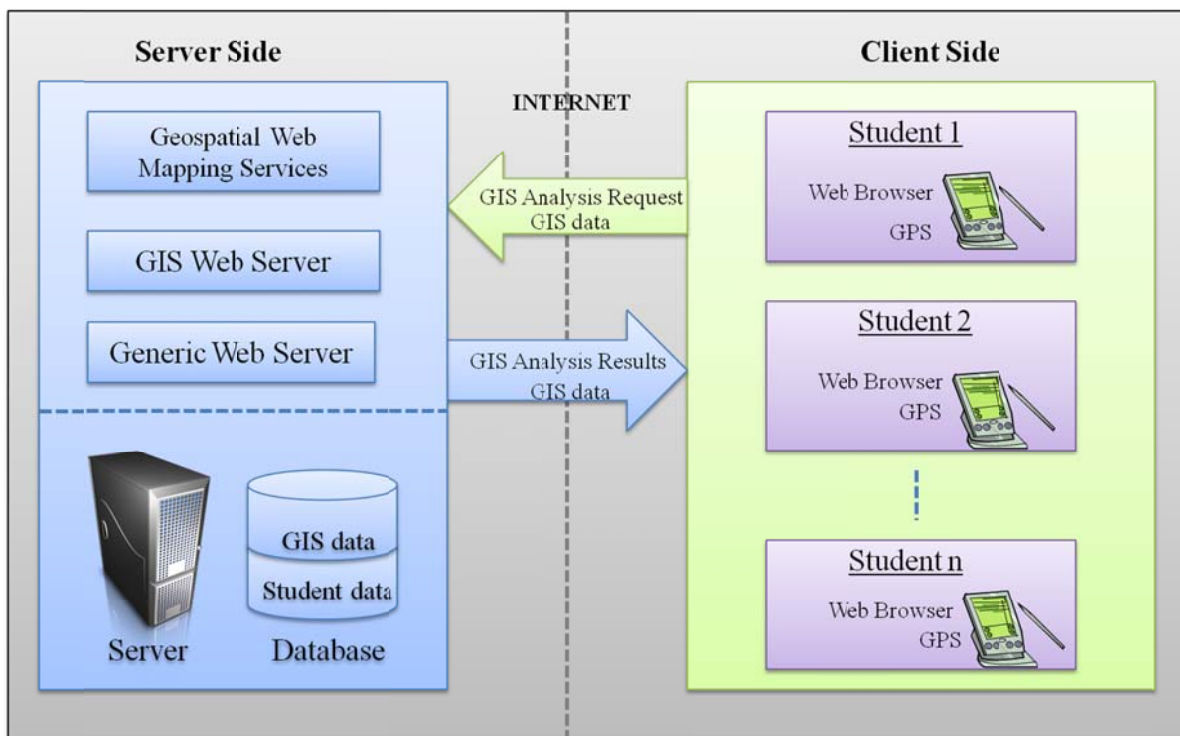 Server Side
Geospatial Web
Mapping Services
GIS Web Server
Generic Web Server
GIS data
Student data
Server
Database
INTERNET
GIS Analysis Request
GIS data
GIS Analysis Results
GIS data
Client Side
Student 1
Web Browser
GPS
Student 2
Web Browser
GPS
Student n
Web Browser
GPS